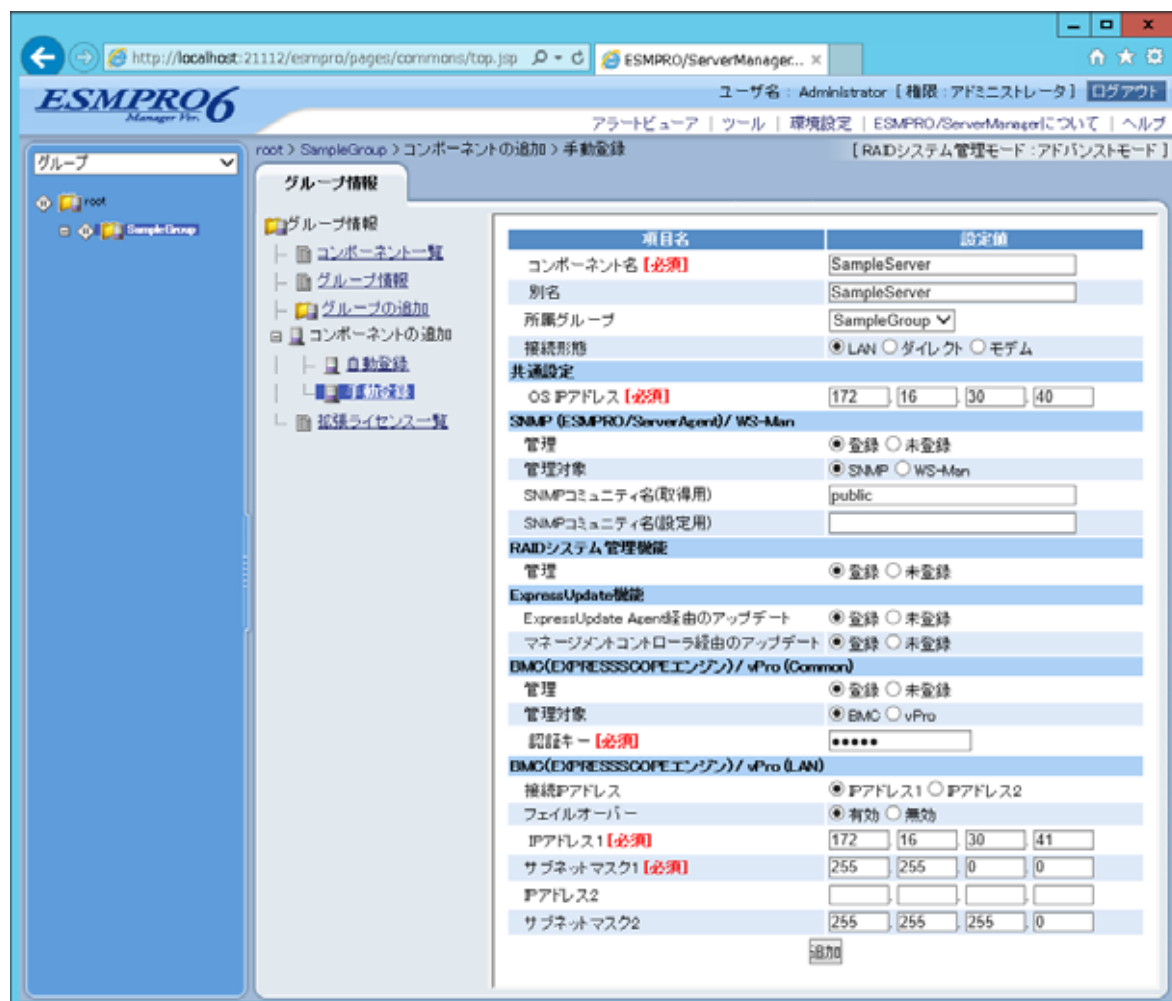 http://localhost:21112/esmpro/pages/commons/top.jsp
ESMPRO/ServerManager...
ESMPRO6
Manager Ver.
ユーザ名 : Administrator [ 権限 : アドミニストレータ ] ログアウト
アラートビューア | ツール | 環境設定 | ESMPRO/ServerManagerについて | ヘルプ
グループ
root > SampleGroup > コンポーネントの追加 > 手動登録
[ RAIDシステム管理モード : アドバンストモード ]
root
SampleGroup
グループ情報
グループ情報
コンポーネント一覧
グループ情報
グループの追加
コンポーネントの追加
自動登録
手動登録
拡張ライセンス一覧
項目名 設定値
コンポーネント名 [必須] SampleServer
別名 SampleServer
所属グループ SampleGroup
接続形態 LAN ダイレクト モデム
共通設定
OS IPアドレス [必須] 172 . 16 . 30 . 40
SNMP (ESMPRO/ServerAgent)/ WS-Man
管理 登録 未登録
管理対象 SNMP WS-Man
SNMPコミュニティ名(取得用) public
SNMPコミュニティ名(設定用)
RAIDシステム管理機能
管理 登録 未登録
ExpressUpdate機能
ExpressUpdate Agent経由のアップデート 登録 未登録
マネージメントコントローラ経由のアップデート 登録 未登録
BMC(EXPRESSSCOPEエンジン)/ vPro (Common)
管理 登録 未登録
管理対象 BMC vPro
認証キー [必須] •••••
BMC(EXPRESSSCOPEエンジン)/ vPro (LAN)
接続IPアドレス IPアドレス1 IPアドレス2
フェイルオーバー 有効 無効
IPアドレス1 [必須] 172 . 16 . 30 . 41
サブネットマスク1 [必須] 255 . 255 . 0 . 0
IPアドレス2
サブネットマスク2 255 . 255 . 255 . 0
追加